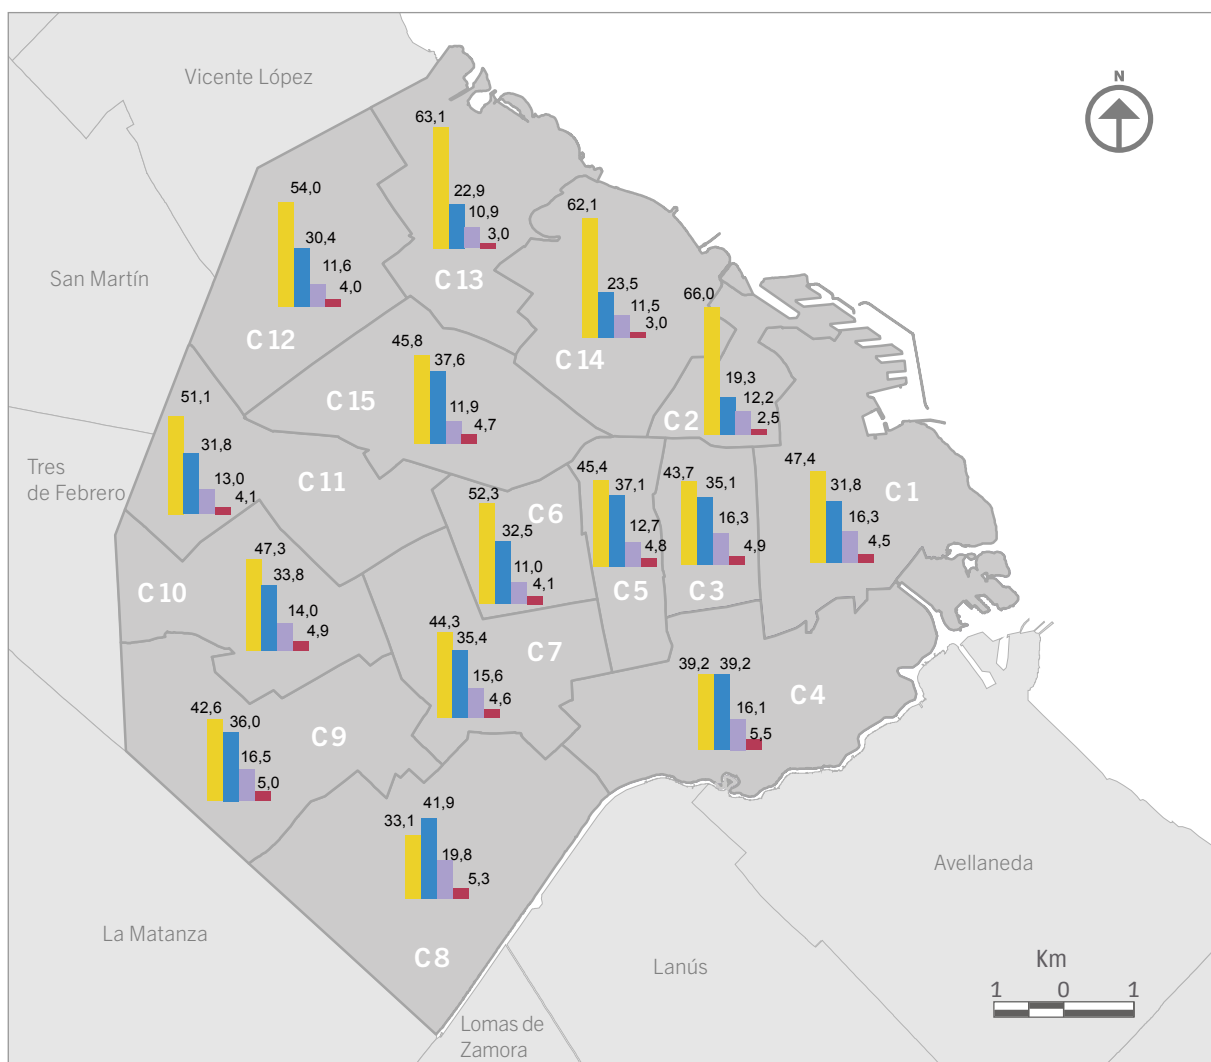 N
Vicente López
63,1
22,9
10,9
3,0
C 13
54,0
30,4
11,6
4,0
C 12
62,1
23,5
11,5
3,0
C 14
San Martín
66,0
19,3
12,2
2,5
C 2
45,8
37,6
11,9
4,7
C 15
51,1
31,8
13,0
4,1
C 11
Tres
de Febrero
47,4
31,8
16,3
4,5
C 1
43,7
35,1
16,3
4,9
C 3
45,4
37,1
12,7
4,8
C 5
52,3
32,5
11,0
4,1
C 6
47,3
33,8
14,0
4,9
C 10
44,3
35,4
15,6
4,6
C 7
39,2
39,2
16,1
5,5
C 4
42,6
36,0
16,5
5,0
C 9
33,1
41,9
19,8
5,3
C 8
Avellaneda
La Matanza
Lanús
Lomas de
Zamora
Km
1 0 1